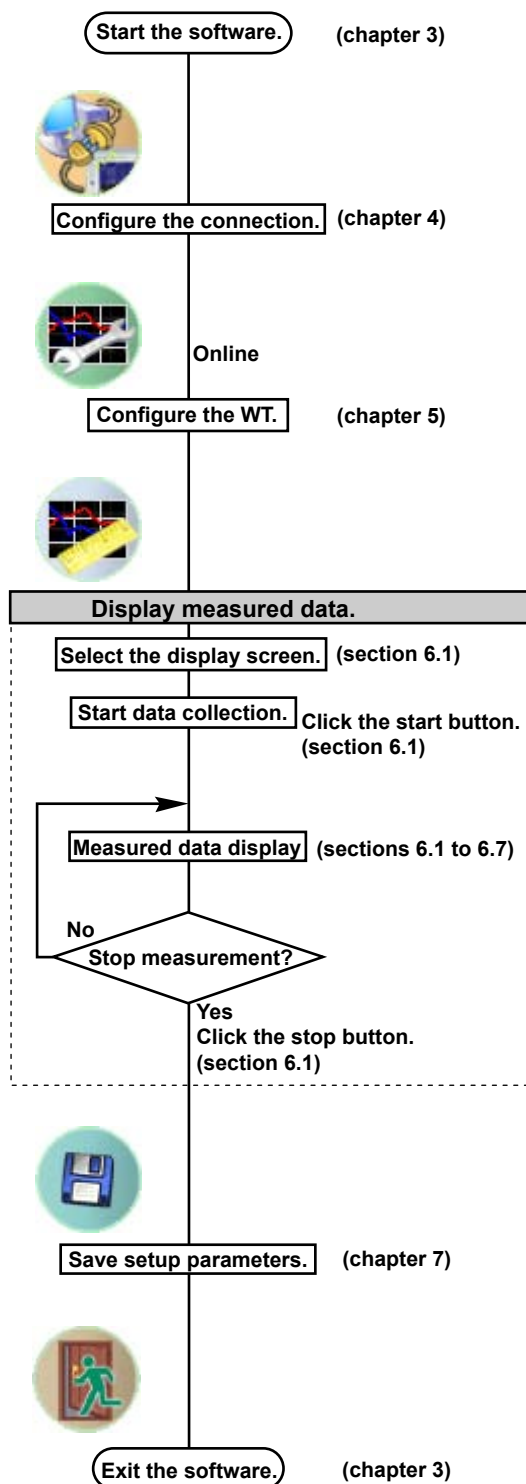 Start the software. (chapter 3)
Configure the connection. (chapter 4)
Online
Configure the WT. (chapter 5)
Display measured data.
Select the display screen. (section 6.1)
Start data collection. Click the start button.
(section 6.1)
Measured data display (sections 6.1 to 6.7)
No
Stop measurement?
Yes
Click the stop button.
(section 6.1)
Save setup parameters. (chapter 7)
Exit the software. (chapter 3)